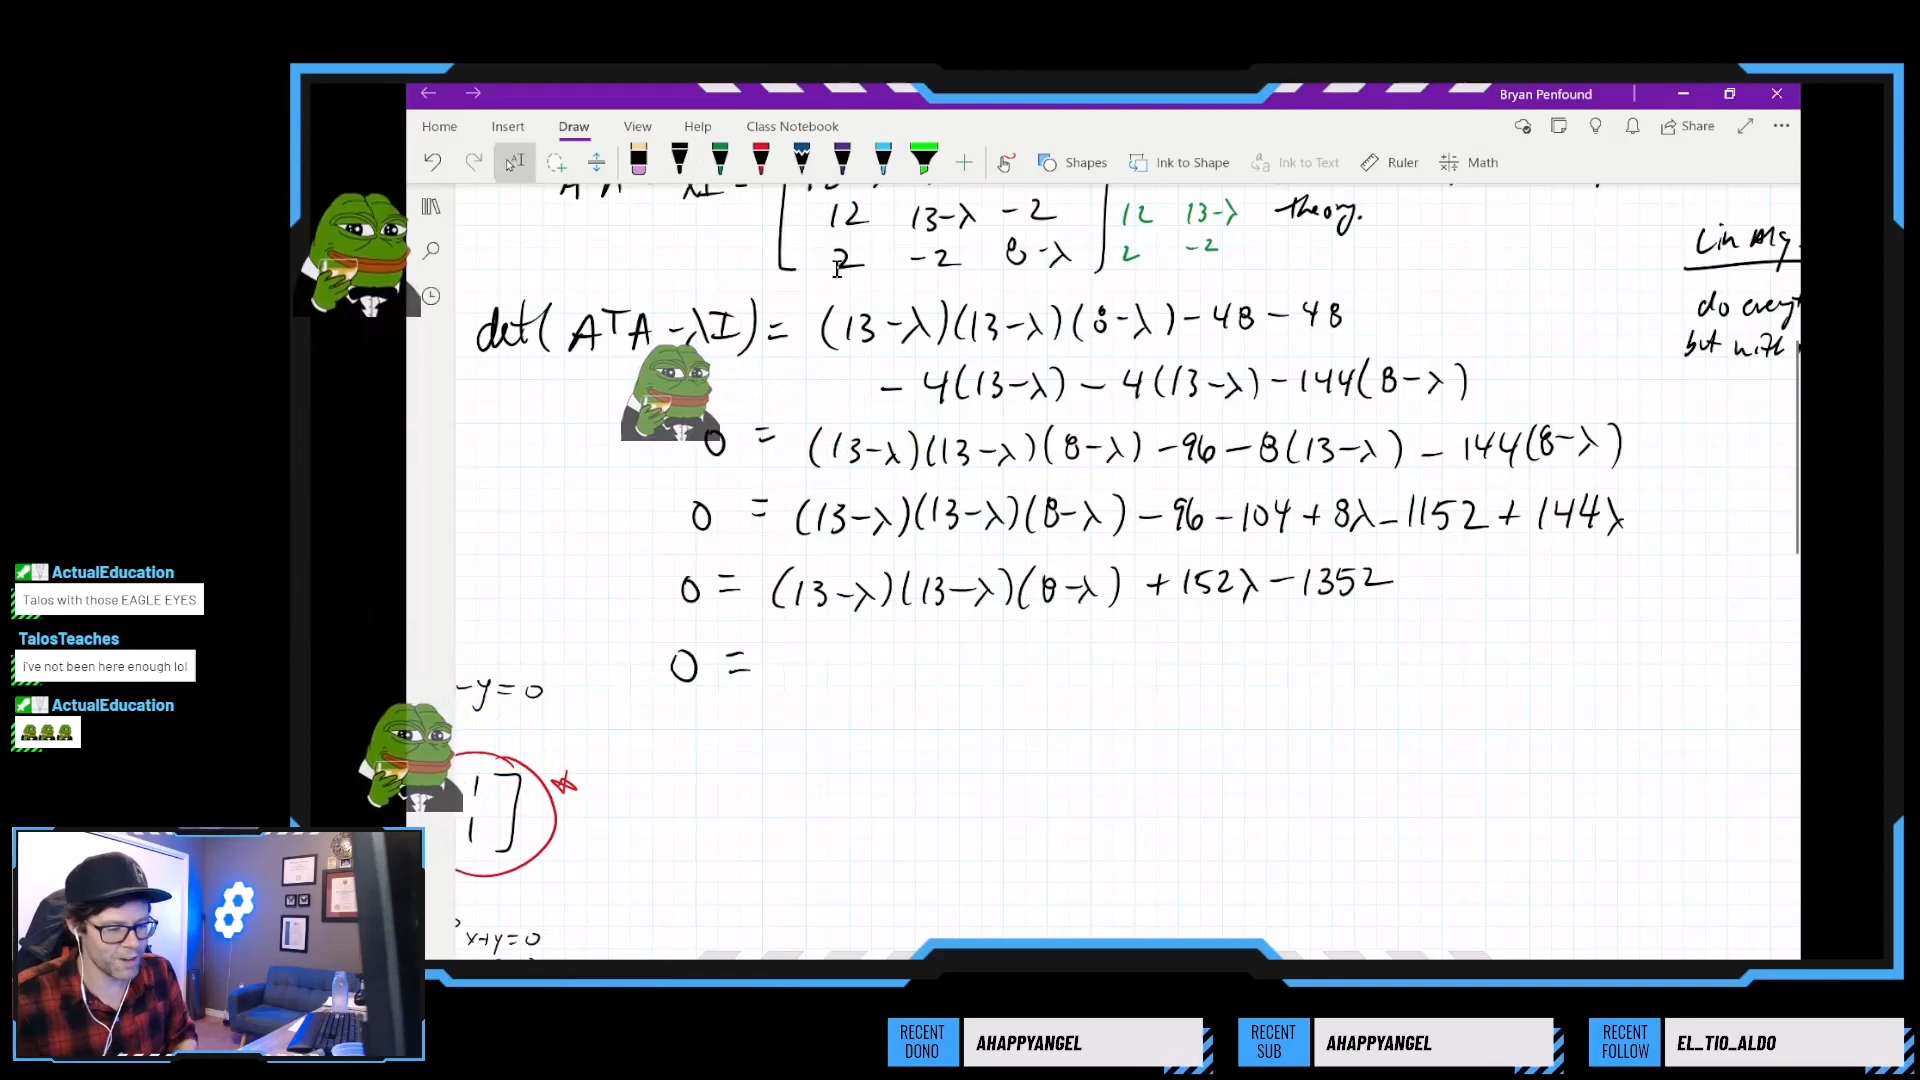 Bryan Penfound
Home Insert Draw View Help Class Notebook
Share
Shapes Ink to Shape Ink to Text Ruler Math
12 13-λ -2 12 13-λ theory.
2 -2 8-λ 2 -2
Lin Alg
det(AᵀA-λI) = (13-λ)(13-λ)(8-λ)-48-48
do
but with
- 4(13-λ) - 4(13-λ) - 144(8-λ)
0 = (13-λ)(13-λ)(8-λ) -96-8(13-λ) - 144(8-λ)
0 = (13-λ)(13-λ)(8-λ) - 96 - 104 + 8λ - 1152 + 144λ
0 = (13-λ)(13-λ)(8-λ) + 152λ - 1352
0 =
-y=0
1
1
x+y=0
ActualEducation
Talos with those EAGLE EYES
TalosTeaches
i've not been here enough lol
ActualEducation
RECENT DONO
AHAPPYANGEL
RECENT SUB
AHAPPYANGEL
RECENT FOLLOW
EL_TIO_ALDO